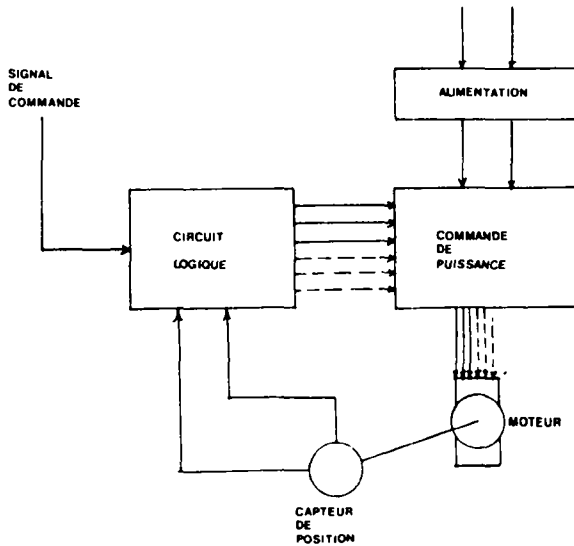 SIGNAL
DE
COMMANDE
ALIMENTATION
CIRCUIT
LOGIQUE
COMMANDE
DE
PUISSANCE
MOTEUR
CAPTEUR
DE
POSITION